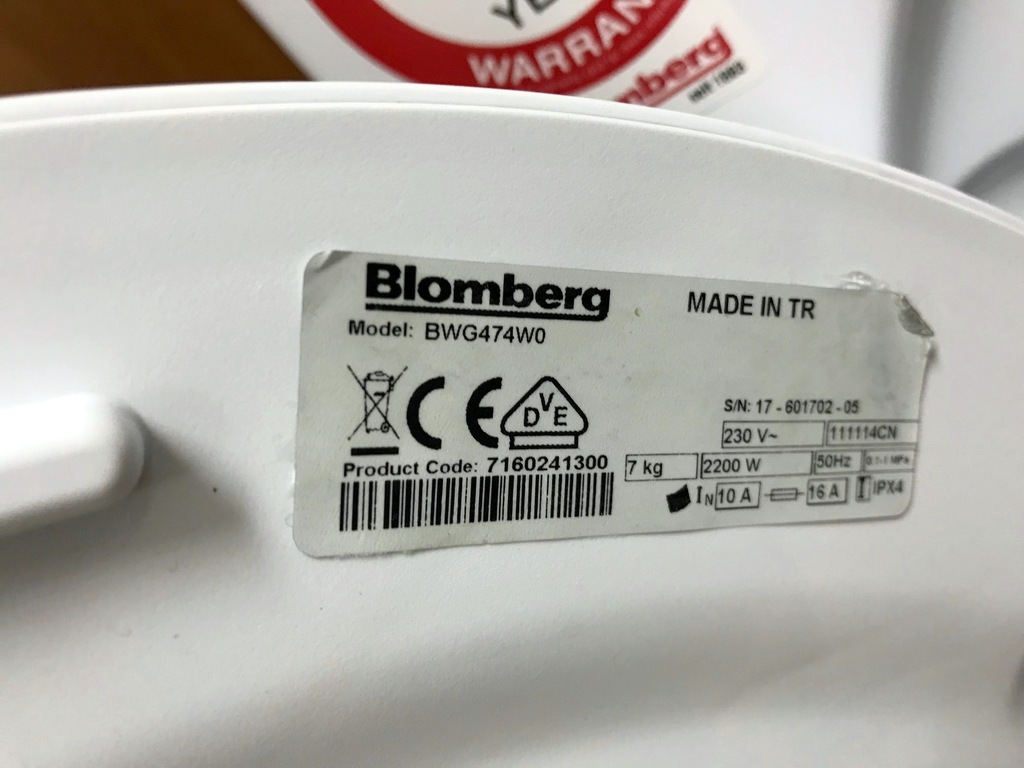 WARRAN
mberg
Blomberg
MADE IN TR
Model: BWG474W0
CE
DVE
S/N: 17 - 601702 - 05
230 V~
111114CN
Product Code: 7160241300
7 kg
2200 W
50Hz
IN 10 A
16 A
IPX4